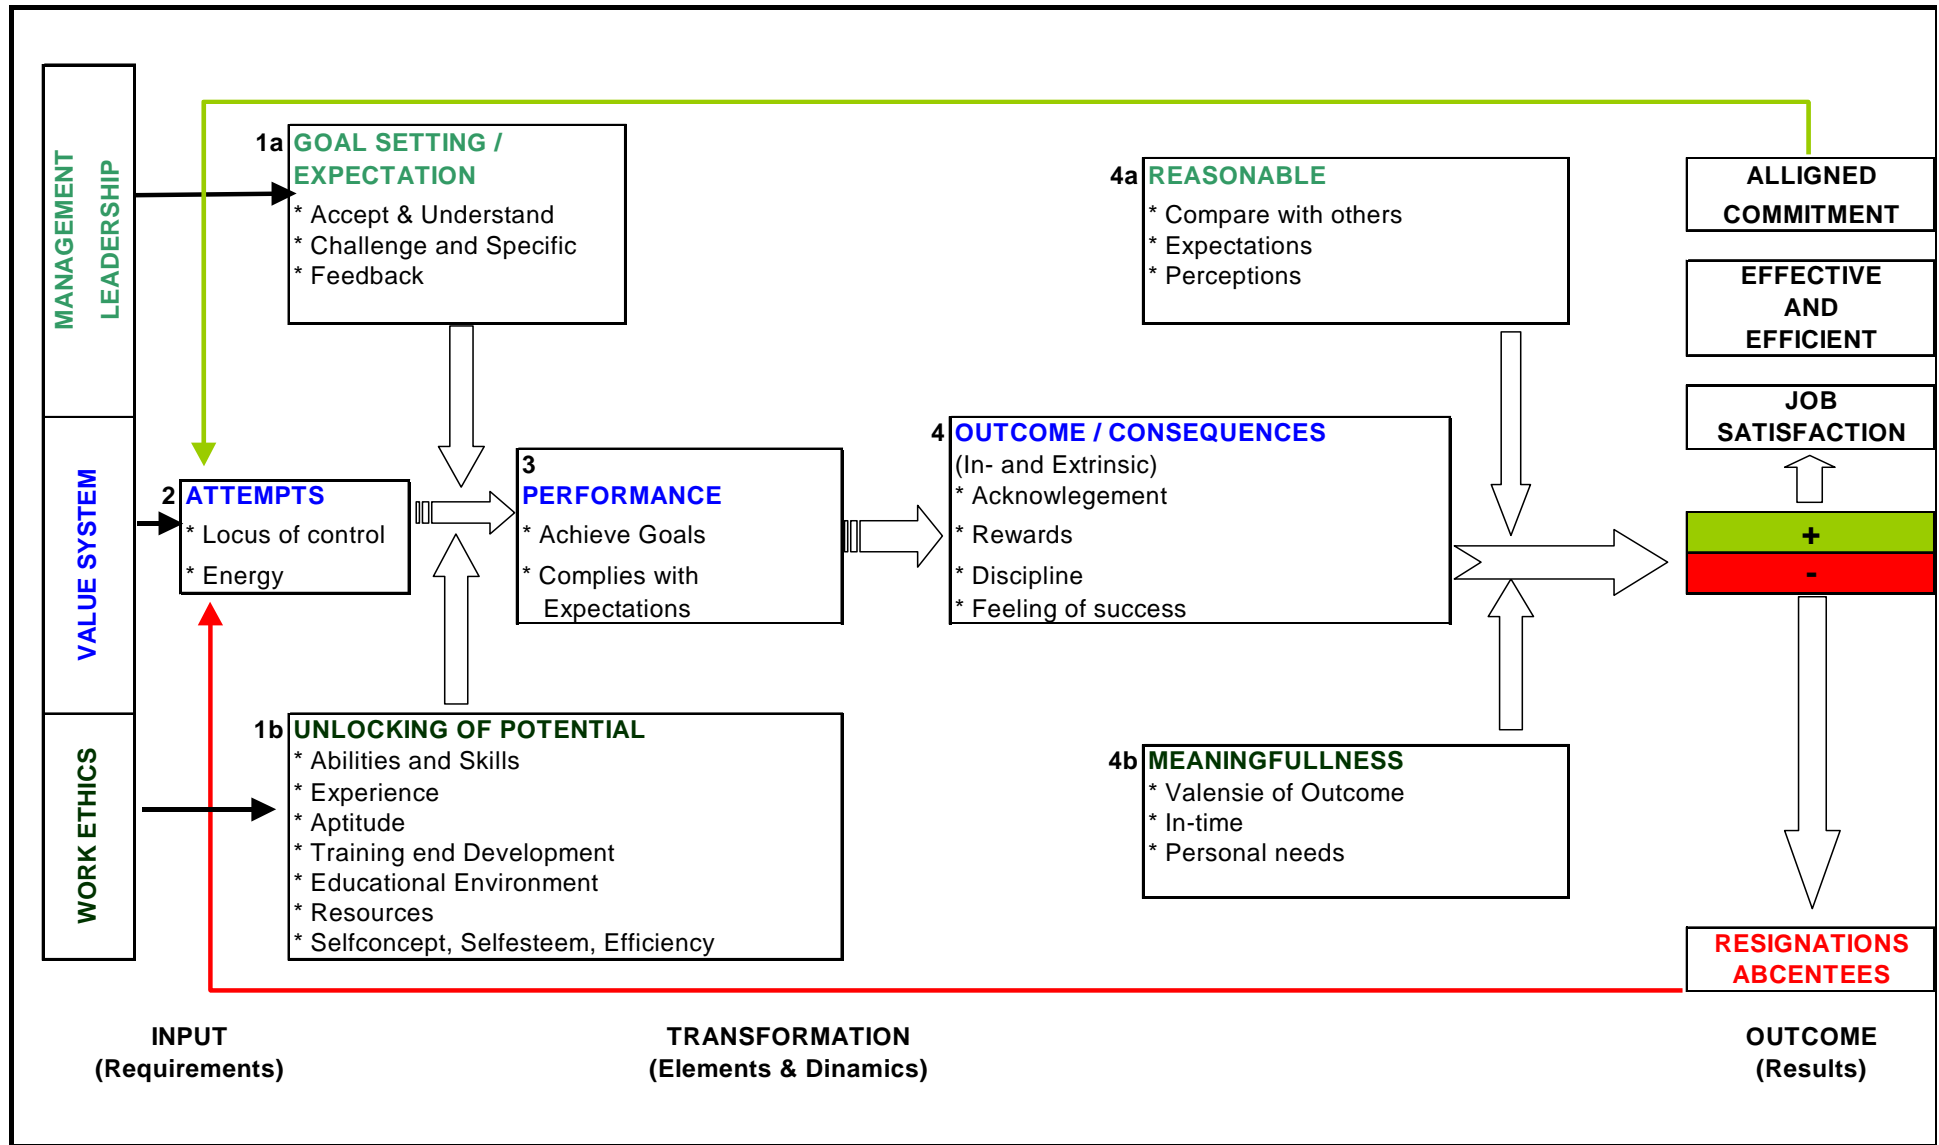 MANAGEMENT
LEADERSHIP
VALUE SYSTEM
WORK ETHICS
1a GOAL SETTING /
EXPECTATION
* Accept & Understand
* Challenge and Specific
* Feedback
2 ATTEMPTS
* Locus of control
* Energy
1b UNLOCKING OF POTENTIAL
* Abilities and Skills
* Experience
* Aptitude
* Training end Development
* Educational Environment
* Resources
* Selfconcept, Selfesteem, Efficiency
3
PERFORMANCE
* Achieve Goals
* Complies with
Expectations
4 OUTCOME / CONSEQUENCES
(In- and Extrinsic)
* Acknowlegement
* Rewards
* Discipline
* Feeling of success
4a REASONABLE
* Compare with others
* Expectations
* Perceptions
4b MEANINGFULLNESS
* Valensie of Outcome
* In-time
* Personal needs
ALLIGNED
COMMITMENT
EFFECTIVE
AND
EFFICIENT
JOB
SATISFACTION
+
-
RESIGNATIONS
ABCENTEES
INPUT
(Requirements)
TRANSFORMATION
(Elements & Dinamics)
OUTCOME
(Results)